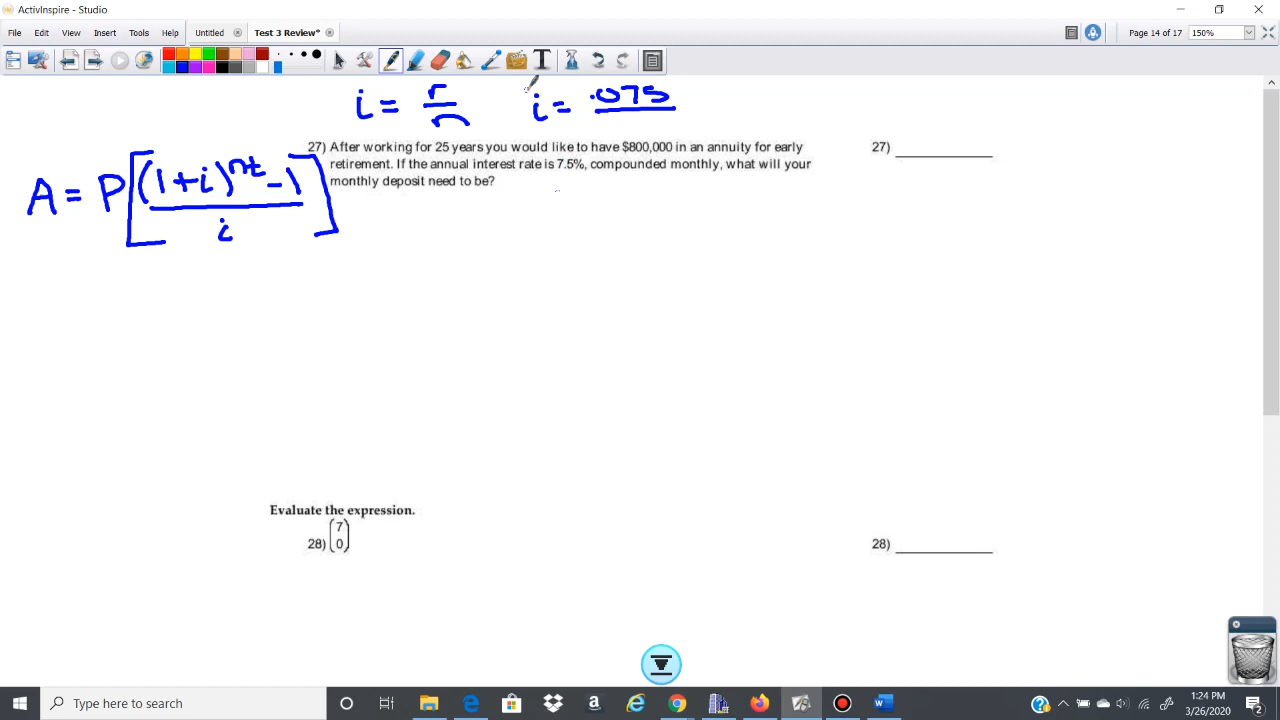 ActivInspire - Studio
File Edit View Insert Tools Help Untitled Test 3 Review* Page 14 of 17 150%
i = r/n i = .075
27) After working for 25 years you would like to have $800,000 in an annuity for early
retirement. If the annual interest rate is 7.5%, compounded monthly, what will your
monthly deposit need to be?
27)
A = P[((1+i)^nt - 1)/i]
Evaluate the expression.
28) (7 0)
28)
Type here to search
1:24 PM
3/26/2020
2